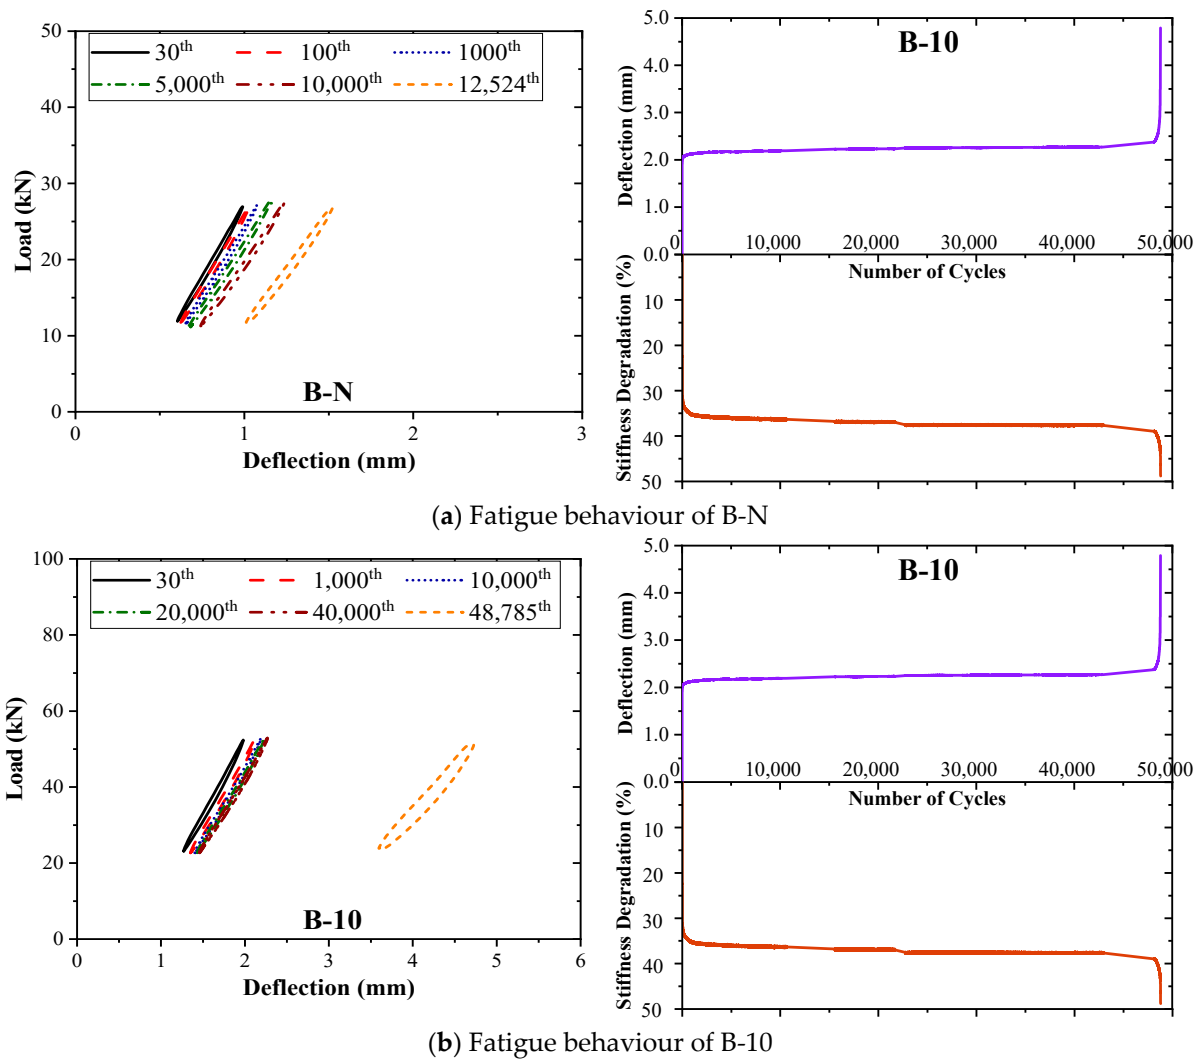 50
40
30
20
10
0
Load (kN)
30th 100th 1000th
5,000th 10,000th 12,524th
B-N
0 1 2 3
Deflection (mm)
5.0
4.0
3.0
2.0
1.0
0.0
Deflection (mm)
B-10
0 10,000 20,000 30,000 40,000 50,000
Number of Cycles
10
20
30
40
50
Stiffness Degradation (%)
(a) Fatigue behaviour of B-N
100
80
60
40
20
0
Load (kN)
30th 1,000th 10,000th
20,000th 40,000th 48,785th
B-10
0 1 2 3 4 5 6
Deflection (mm)
5.0
4.0
3.0
2.0
1.0
0.0
Deflection (mm)
B-10
0 10,000 20,000 30,000 40,000 50,000
Number of Cycles
10
20
30
40
50
Stiffness Degradation (%)
(b) Fatigue behaviour of B-10